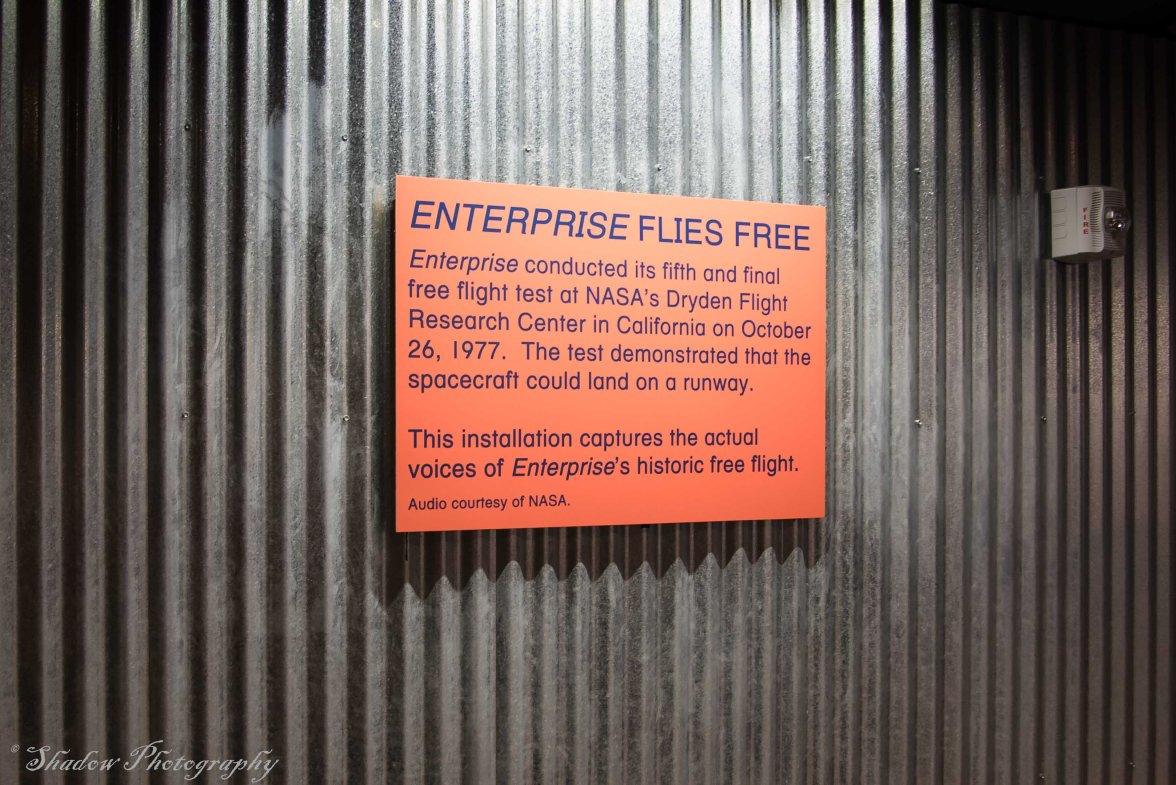 ENTERPRISE FLIES FREE
Enterprise conducted its fifth and final
free flight test at NASA's Dryden Flight
Research Center in California on October
26, 1977.  The test demonstrated that the
spacecraft could land on a runway.
This installation captures the actual
voices of Enterprise's historic free flight.
Audio courtesy of NASA.
FIRE
© Shadow Photography